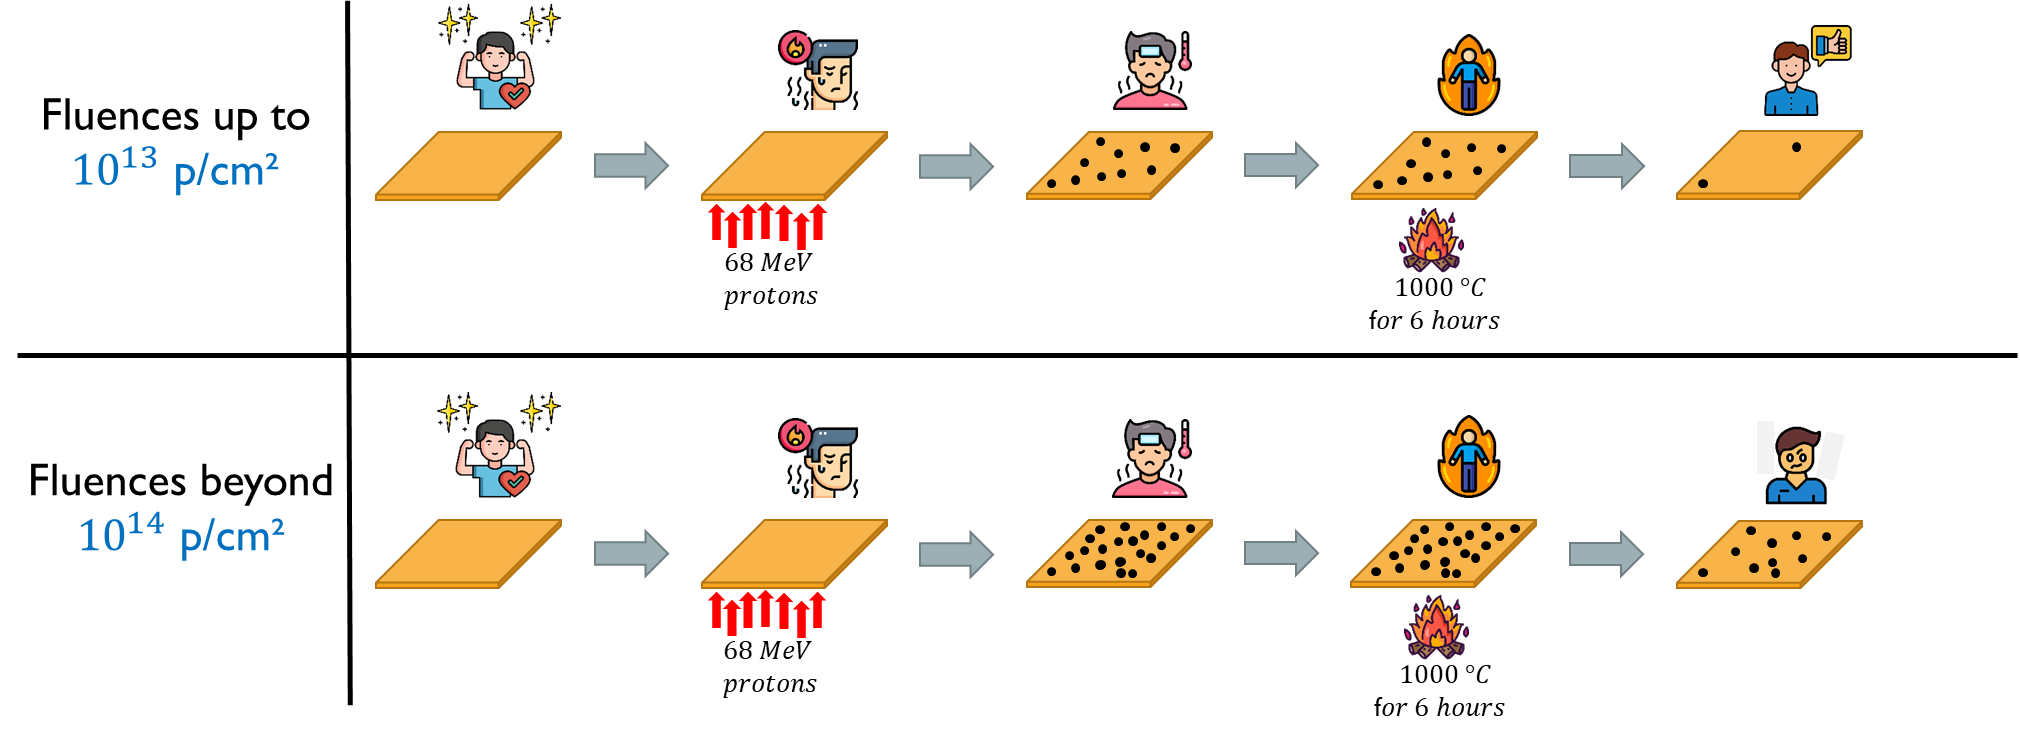 Fluences up to
10¹³ p/cm²
68 MeV
protons
1000 °C
for 6 hours
Fluences beyond
10¹⁴ p/cm²
68 MeV
protons
1000 °C
for 6 hours